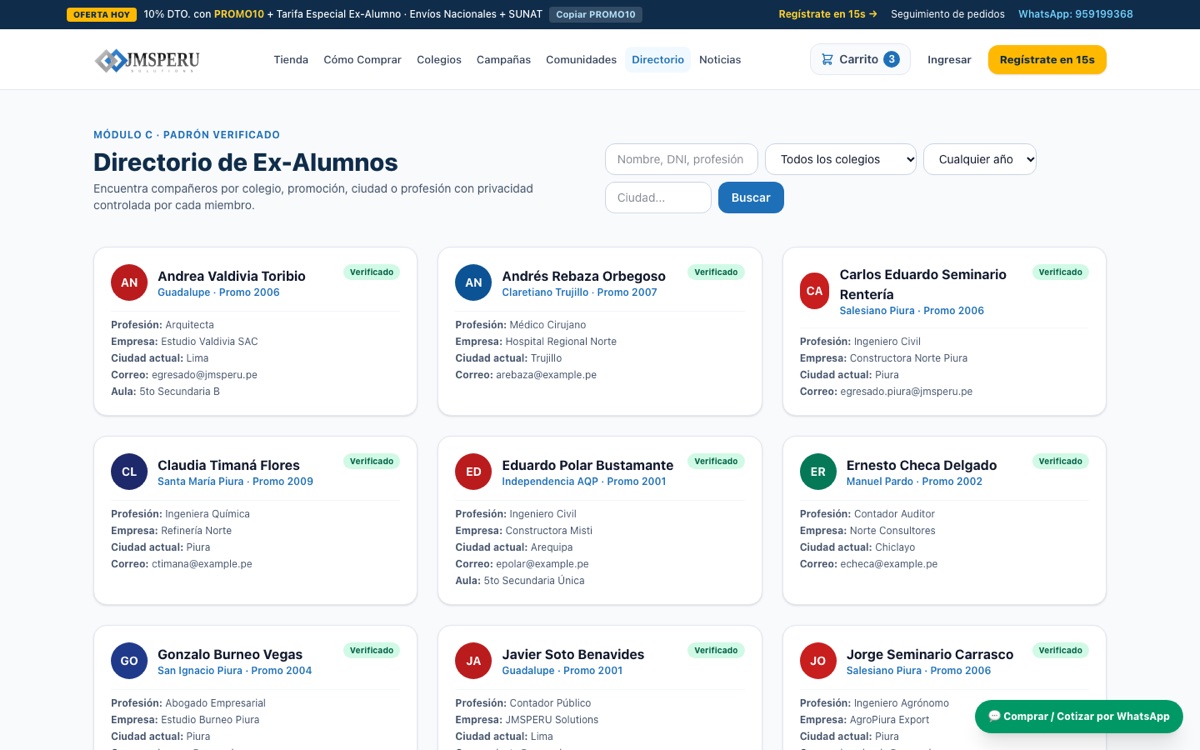 OFERTA HOY 10% DTO. con PROMO10 + Tarifa Especial Ex-Alumno · Envíos Nacionales + SUNAT Copiar PROMO10 Regístrate en 15s → Seguimiento de pedidos WhatsApp: 959199368
JMSPERU
SOLUTIONS
Tienda Cómo Comprar Colegios Campañas Comunidades Directorio Noticias Carrito 3 Ingresar Regístrate en 15s
MÓDULO C · PADRÓN VERIFICADO
Directorio de Ex-Alumnos
Encuentra compañeros por colegio, promoción, ciudad o profesión con privacidad
controlada por cada miembro.
Nombre, DNI, profesión Todos los colegios Cualquier año
Ciudad... Buscar
AN Andrea Valdivia Toribio Verificado
Guadalupe · Promo 2006
Profesión: Arquitecta
Empresa: Estudio Valdivia SAC
Ciudad actual: Lima
Correo: egresado@jmsperu.pe
Aula: 5to Secundaria B
AN Andrés Rebaza Orbegoso Verificado
Claretiano Trujillo · Promo 2007
Profesión: Médico Cirujano
Empresa: Hospital Regional Norte
Ciudad actual: Trujillo
Correo: arebaza@example.pe
CA Carlos Eduardo Seminario Verificado
Rentería
Salesiano Piura · Promo 2006
Profesión: Ingeniero Civil
Empresa: Constructora Norte Piura
Ciudad actual: Piura
Correo: egresado.piura@jmsperu.pe
CL Claudia Timaná Flores Verificado
Santa María Piura · Promo 2009
Profesión: Ingeniera Química
Empresa: Refinería Norte
Ciudad actual: Piura
Correo: ctimana@example.pe
ED Eduardo Polar Bustamante Verificado
Independencia AQP · Promo 2001
Profesión: Ingeniero Civil
Empresa: Constructora Misti
Ciudad actual: Arequipa
Correo: epolar@example.pe
Aula: 5to Secundaria Única
ER Ernesto Checa Delgado Verificado
Manuel Pardo · Promo 2002
Profesión: Contador Auditor
Empresa: Norte Consultores
Ciudad actual: Chiclayo
Correo: echeca@example.pe
GO Gonzalo Burneo Vegas Verificado
San Ignacio Piura · Promo 2004
Profesión: Abogado Empresarial
Empresa: Estudio Burneo Piura
Ciudad actual: Piura
JA Javier Soto Benavides Verificado
Guadalupe · Promo 2001
Profesión: Contador Público
Empresa: JMSPERU Solutions
Ciudad actual: Lima
JO Jorge Seminario Carrasco Verificado
Salesiano Piura · Promo 2006
Profesión: Ingeniero Agrónomo
Empresa: AgroPiura Export
Ciudad actual: Piura
Comprar / Cotizar por WhatsApp